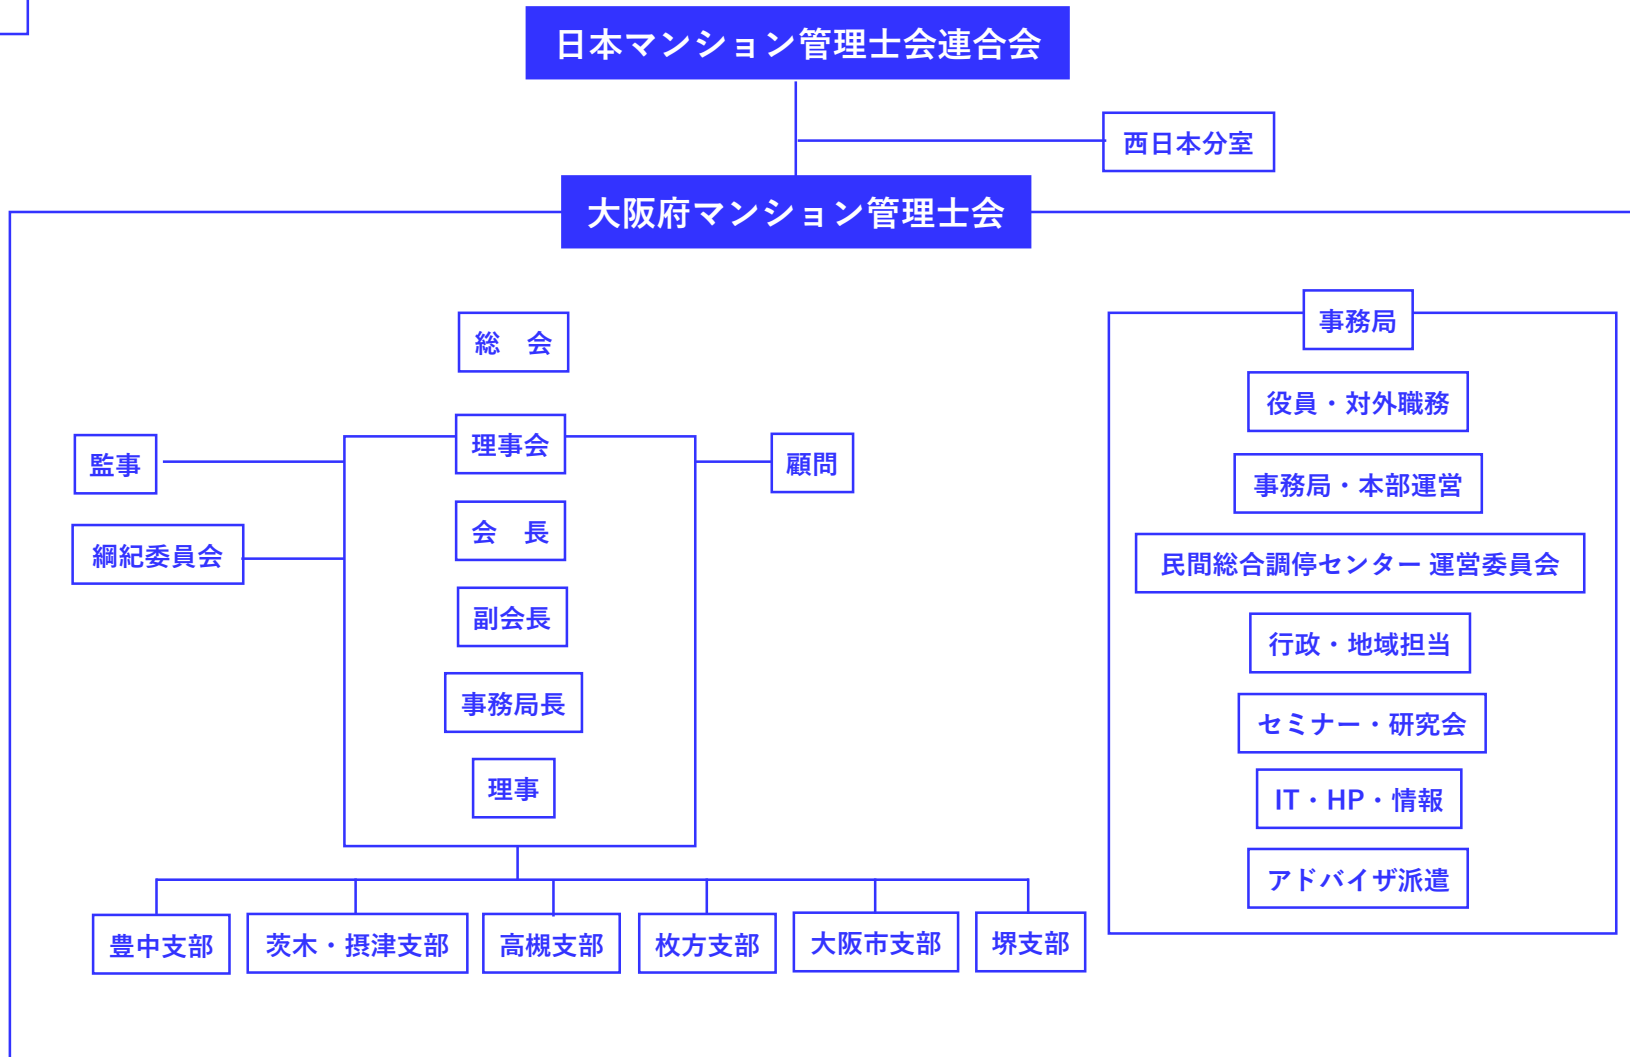 日本マンション管理士会連合会
西日本分室
大阪府マンション管理士会
総　会
理事会
監事
顧問
綱紀委員会
会　長
副会長
事務局長
理事
豊中支部
茨木・摂津支部
高槻支部
枚方支部
大阪市支部
堺支部
事務局
役員・対外職務
事務局・本部運営
民間総合調停センター 運営委員会
行政・地域担当
セミナー・研究会
IT・HP・情報
アドバイザ派遣